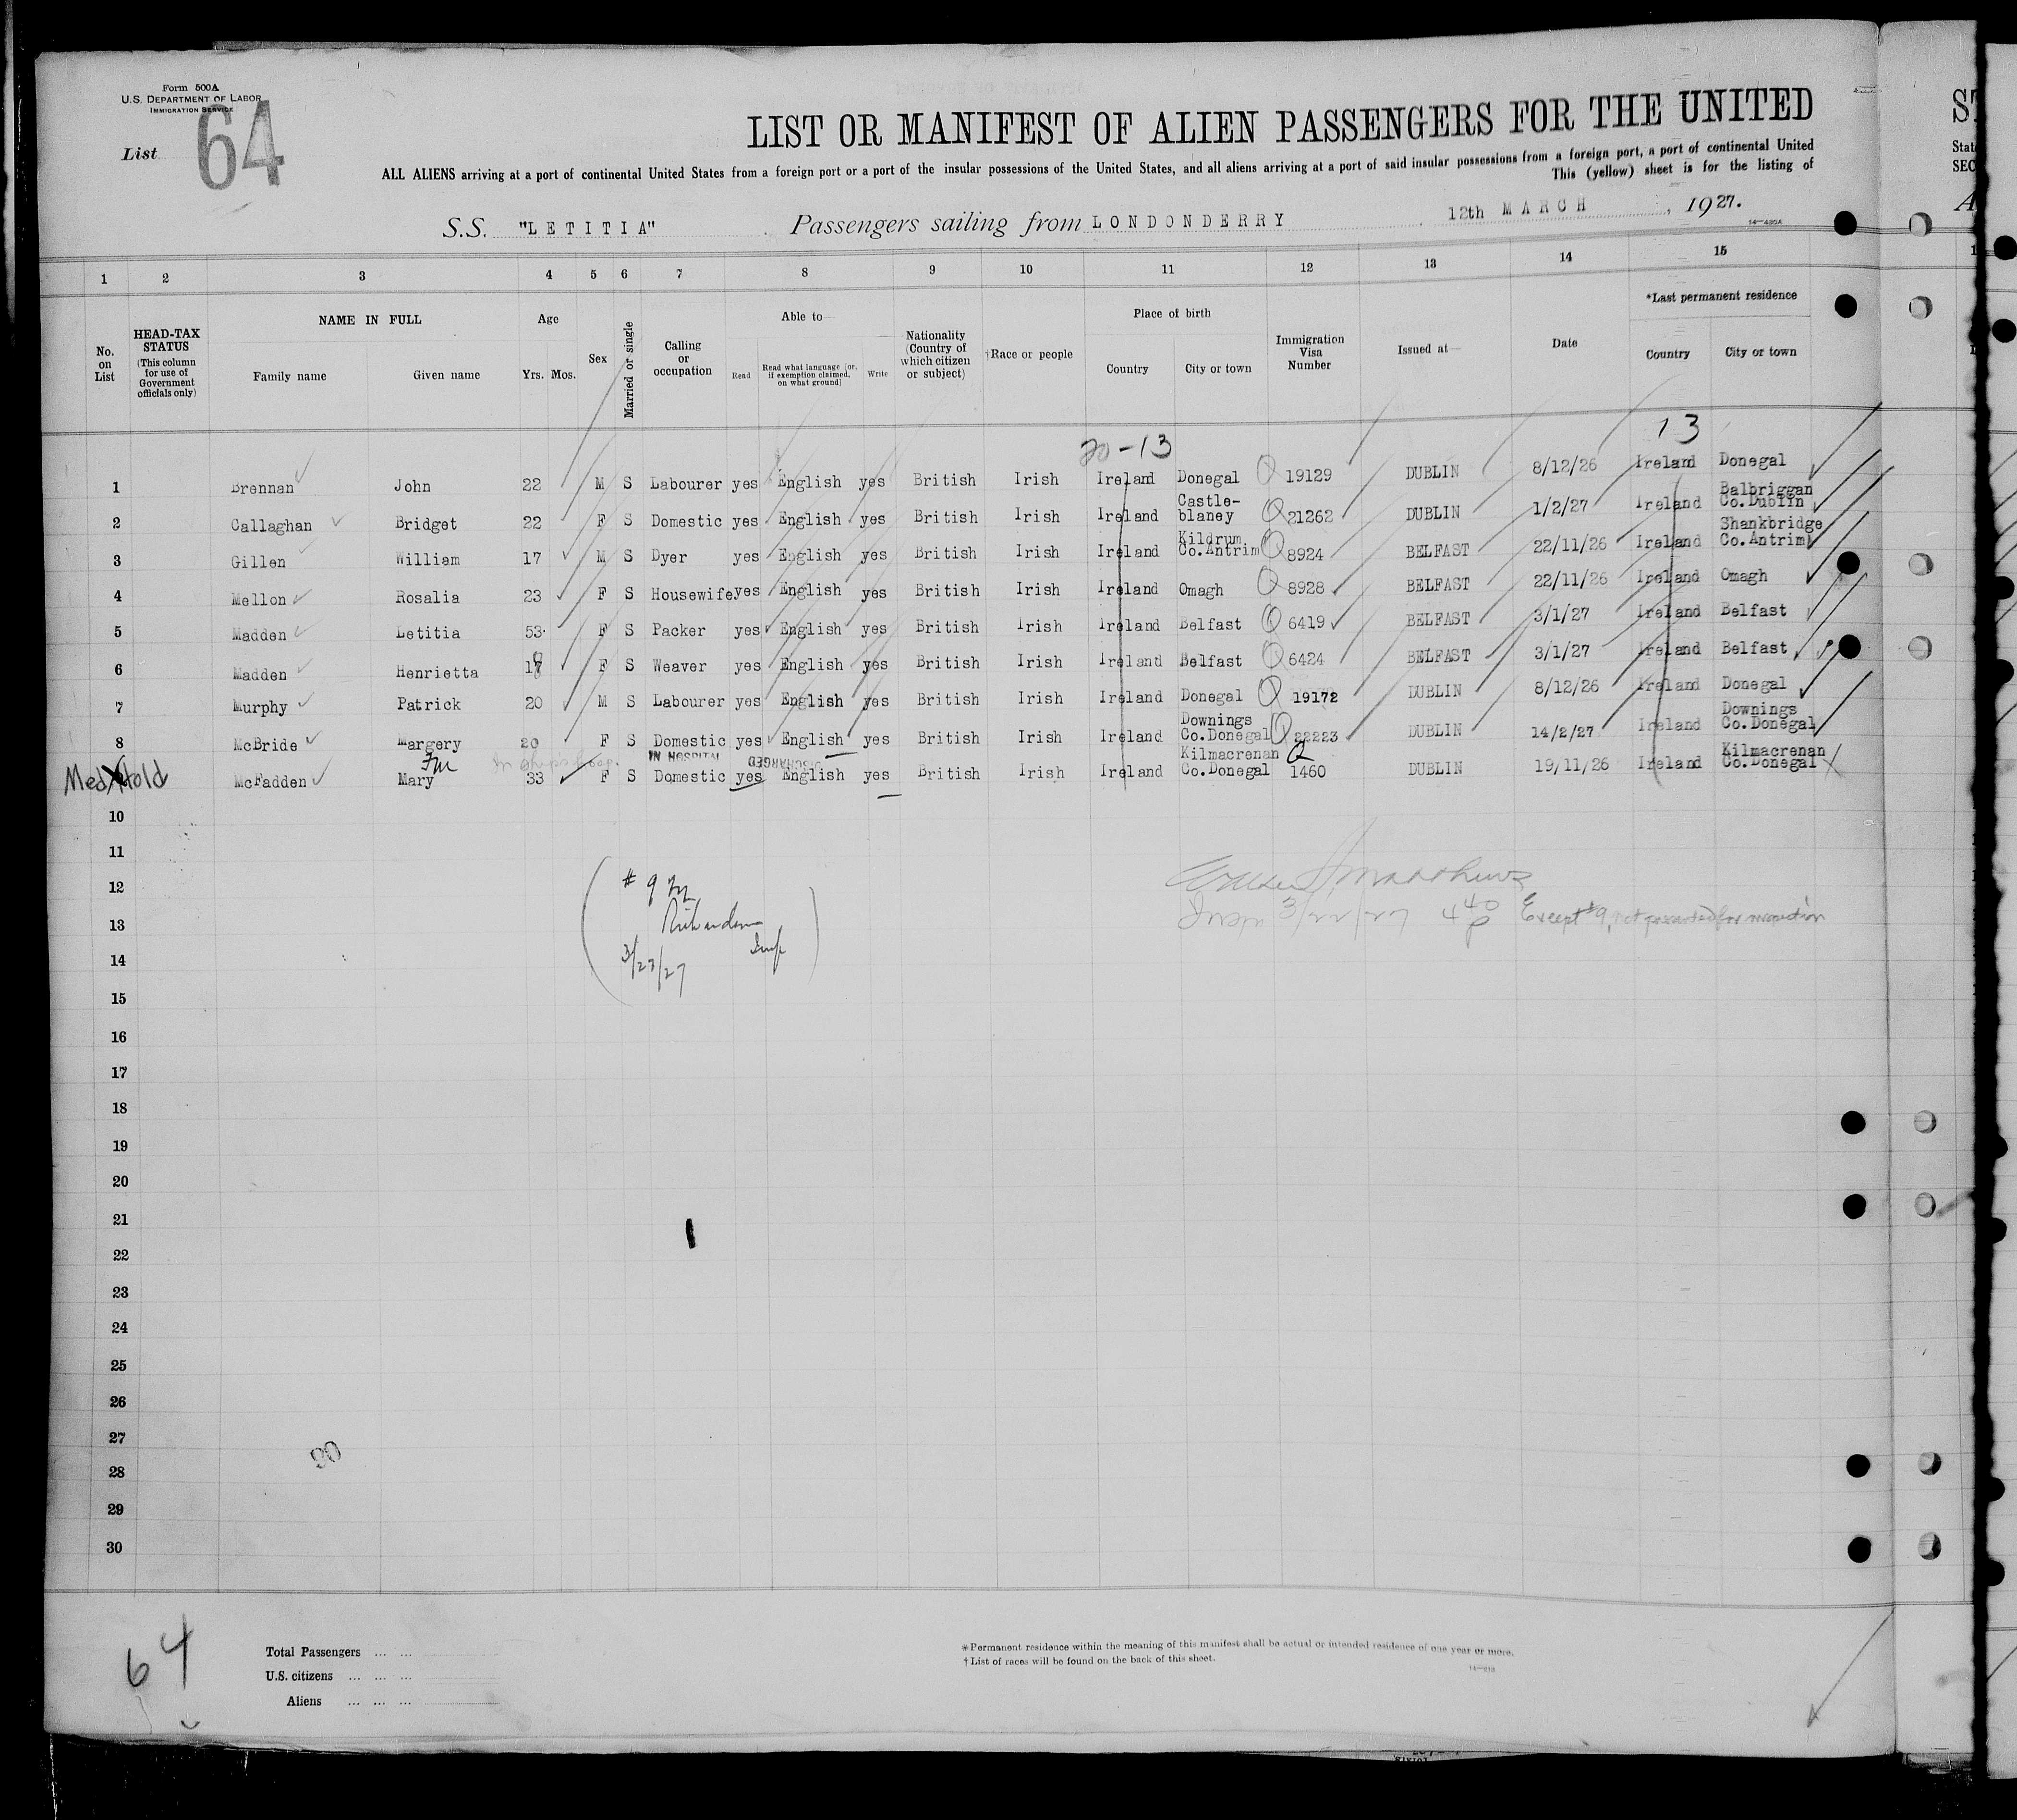 Form 500A
U.S. DEPARTMENT OF LABOR
IMMIGRATION SERVICE
List 64
LIST OR MANIFEST OF ALIEN PASSENGERS FOR THE UNITED
ALL ALIENS arriving at a port of continental United States from a foreign port or a port of the insular possessions of the United States, and all aliens arriving at a port of said insular possessions from a foreign port, a port of continental United
This (yellow) sheet is for the listing of
S.S. "LETITIA" Passengers sailing from LONDONDERRY, 12th MARCH, 1927.
1 2 3 4 5 6 7 8 9 10 11 12 13 14 15
No. on List
HEAD-TAX STATUS (This column for use of Government officials only)
NAME IN FULL Family name Given name
Age Yrs. Mos.
Sex
Married or single
Calling or occupation
Able to— Read Read what language [or, if exemption claimed, on what ground] Write
Nationality (Country of which citizen or subject)
†Race or people
Place of birth Country City or town
Immigration Visa Number
Issued at—
Date
*Last permanent residence Country City or town
20-13 13
1 Brennan John 22 M S Labourer yes English yes British Irish Ireland Donegal 19129 DUBLIN 8/12/26 Ireland Donegal
2 Callaghan Bridget 22 F S Domestic yes English yes British Irish Ireland Castle-blaney 21262 DUBLIN 1/2/27 Ireland Balbriggan Co.Dublin
3 Gillen William 17 M S Dyer yes English yes British Irish Ireland Kildrum Co.Antrim 8924 BELFAST 22/11/26 Ireland Shankbridge Co.Antrim
4 Mellon Rosalia 23 F S Housewife yes English yes British Irish Ireland Omagh 8928 BELFAST 22/11/26 Ireland Omagh
5 Madden Letitia 53 F S Packer yes English yes British Irish Ireland Belfast 6419 BELFAST 3/1/27 Ireland Belfast
6 Madden Henrietta F S Weaver yes English yes British Irish Ireland Belfast 6424 BELFAST 3/1/27 Ireland Belfast
7 Murphy Patrick 20 M S Labourer yes English yes British Irish Ireland Donegal 19172 DUBLIN 8/12/26 Ireland Donegal
8 McBride Margery 20 F S Domestic yes English yes British Irish Ireland Downings Co.Donegal 22223 DUBLIN 14/2/27 Ireland Downings Co.Donegal
IN HOSPITAL DISCHARGED
Med Hold McFadden Mary 33 F S Domestic yes English yes British Irish Ireland Kilmacrenan Co.Donegal 1460 DUBLIN 19/11/26 Ireland Kilmacrenan Co.Donegal
10
11
12
13
14
15
16
17
18
19
20
21
22
23
24
25
26
27
28
29
30
# 9
Richardson
Insp
3/23/27
Matthews
Insp 3/22/27 4 40 P Except #9, not presented for inspection
90
64
Total Passengers ... ...
U.S. citizens ... ... ...
Aliens ... ... ...
*Permanent residence within the meaning of this manifest shall be actual or intended residence of one year or more.
†List of races will be found on the back of this sheet.